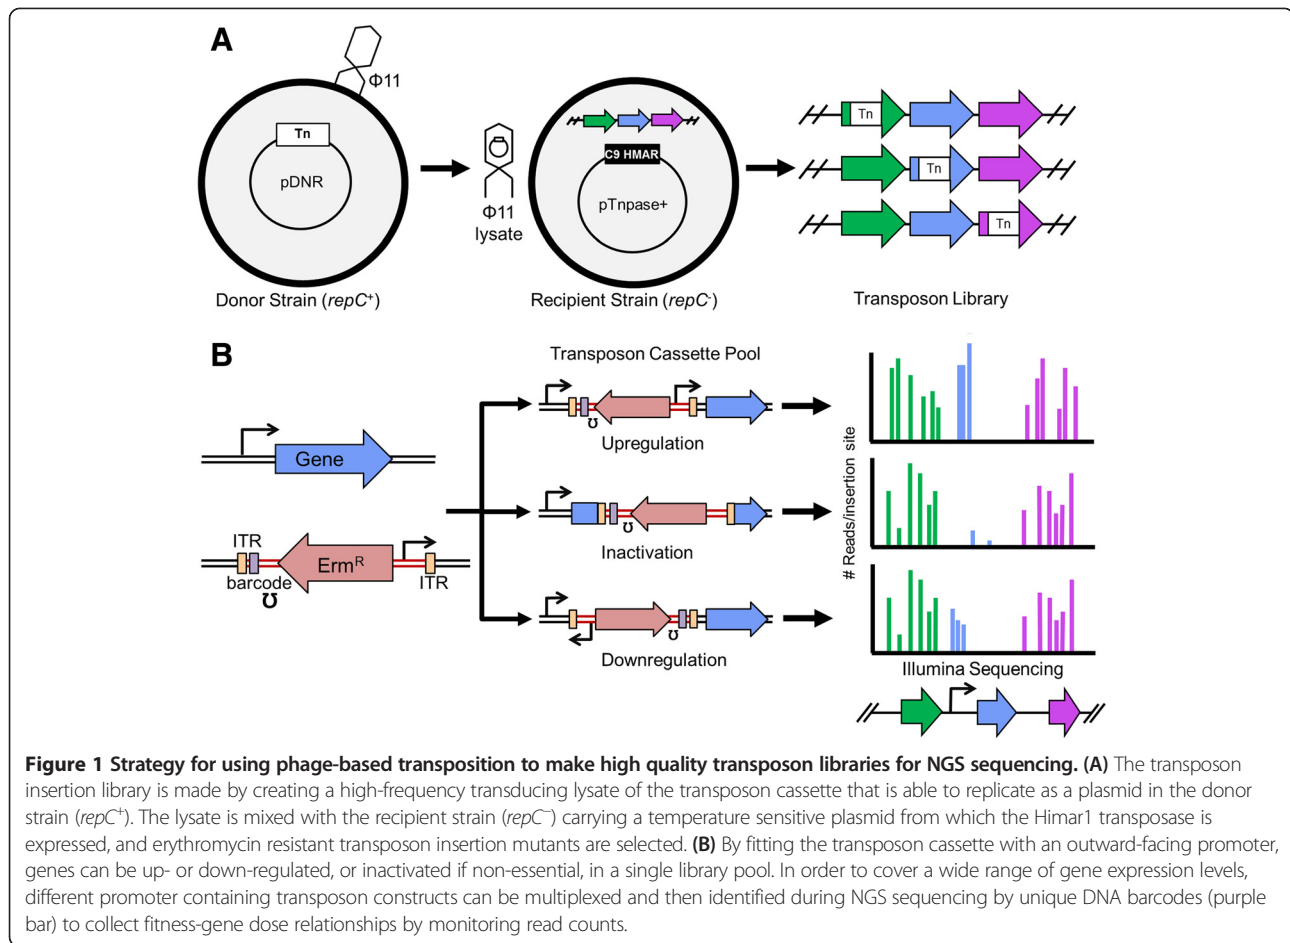 A
Φ11
Tn
pDNR
Donor Strain (repC⁺)
Φ11
lysate
C9 HMAR
pTnpase+
Recipient Strain (repC⁻)
Tn
Tn
Tn
Transposon Library
B
Gene
ITR
barcode
Erm^R
ITR
Transposon Cassette Pool
Upregulation
Inactivation
Downregulation
# Reads/insertion site
Illumina Sequencing
Figure 1 Strategy for using phage-based transposition to make high quality transposon libraries for NGS sequencing. (A) The transposon
insertion library is made by creating a high-frequency transducing lysate of the transposon cassette that is able to replicate as a plasmid in the donor
strain (repC⁺). The lysate is mixed with the recipient strain (repC⁻) carrying a temperature sensitive plasmid from which the Himar1 transposase is
expressed, and erythromycin resistant transposon insertion mutants are selected. (B) By fitting the transposon cassette with an outward-facing promoter,
genes can be up- or down-regulated, or inactivated if non-essential, in a single library pool. In order to cover a wide range of gene expression levels,
different promoter containing transposon constructs can be multiplexed and then identified during NGS sequencing by unique DNA barcodes (purple
bar) to collect fitness-gene dose relationships by monitoring read counts.